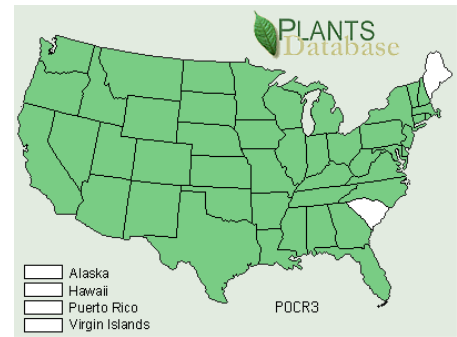 PLANTS
Database
Alaska
Hawaii
Puerto Rico
Virgin Islands
POCR3